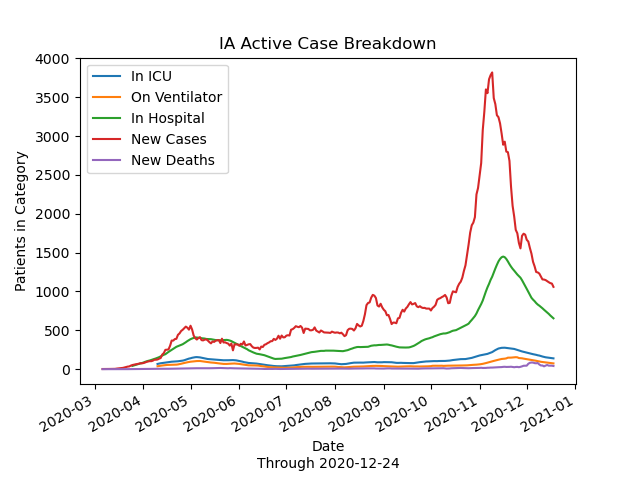 IA Active Case Breakdown
Patients in Category
4000
3500
3000
2500
2000
1500
1000
500
0
In ICU
On Ventilator
In Hospital
New Cases
New Deaths
2020-03
2020-04
2020-05
2020-06
2020-07
2020-08
2020-09
2020-10
2020-11
2020-12
2021-01
Date
Through 2020-12-24